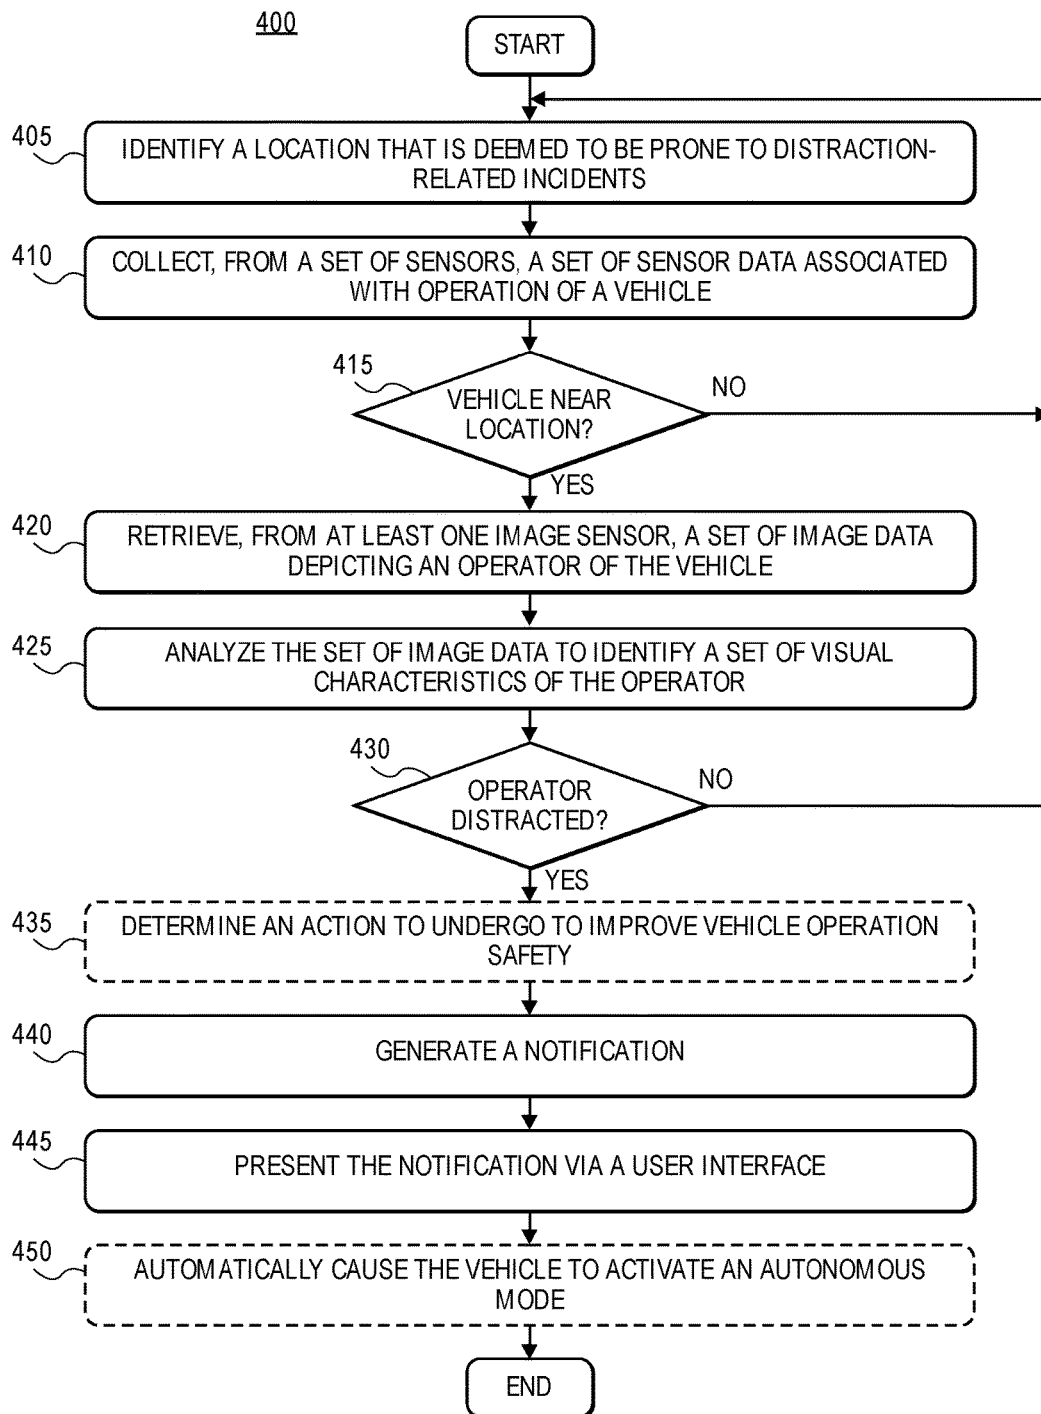 400
START
405
IDENTIFY A LOCATION THAT IS DEEMED TO BE PRONE TO DISTRACTION-
RELATED INCIDENTS
410
COLLECT, FROM A SET OF SENSORS, A SET OF SENSOR DATA ASSOCIATED
WITH OPERATION OF A VEHICLE
415
VEHICLE NEAR
LOCATION?
NO
YES
420
RETRIEVE, FROM AT LEAST ONE IMAGE SENSOR, A SET OF IMAGE DATA
DEPICTING AN OPERATOR OF THE VEHICLE
425
ANALYZE THE SET OF IMAGE DATA TO IDENTIFY A SET OF VISUAL
CHARACTERISTICS OF THE OPERATOR
430
OPERATOR
DISTRACTED?
NO
YES
435
DETERMINE AN ACTION TO UNDERGO TO IMPROVE VEHICLE OPERATION
SAFETY
440
GENERATE A NOTIFICATION
445
PRESENT THE NOTIFICATION VIA A USER INTERFACE
450
AUTOMATICALLY CAUSE THE VEHICLE TO ACTIVATE AN AUTONOMOUS
MODE
END